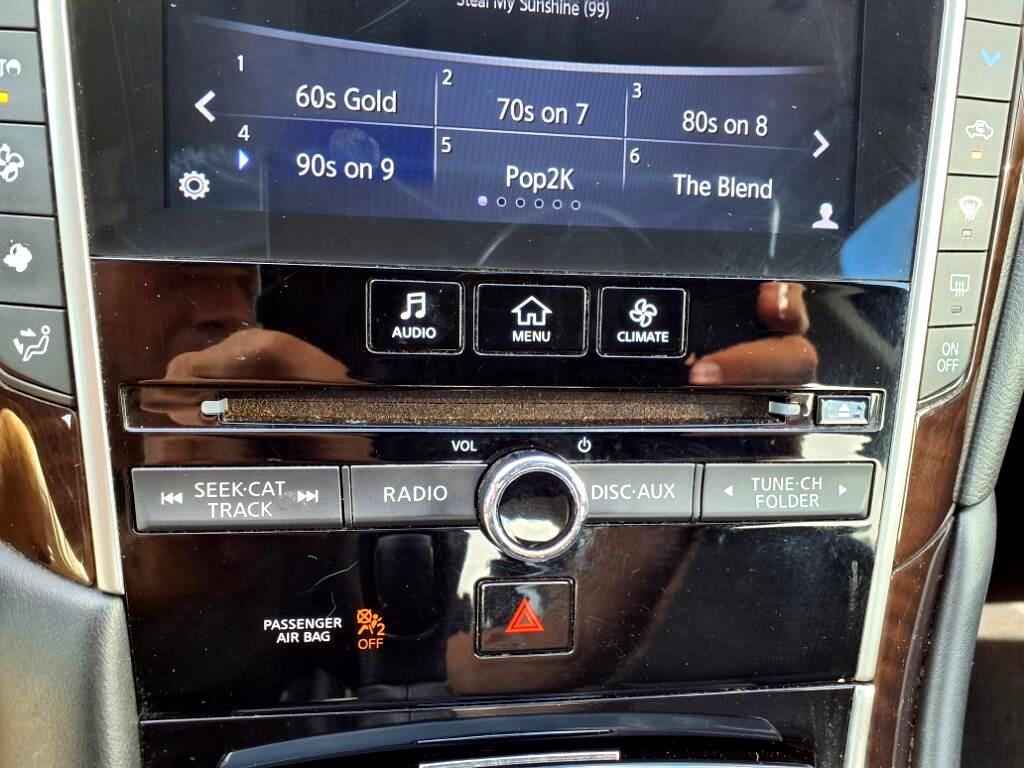 Steal My Sunshine (99)
1
60s Gold
2
70s on 7
3
80s on 8
4
90s on 9
5
Pop2K
6
The Blend
AUDIO
MENU
CLIMATE
ON
OFF
VOL
SEEK·CAT
TRACK
RADIO
DISC·AUX
TUNE·CH
FOLDER
PASSENGER
AIR BAG
2
OFF